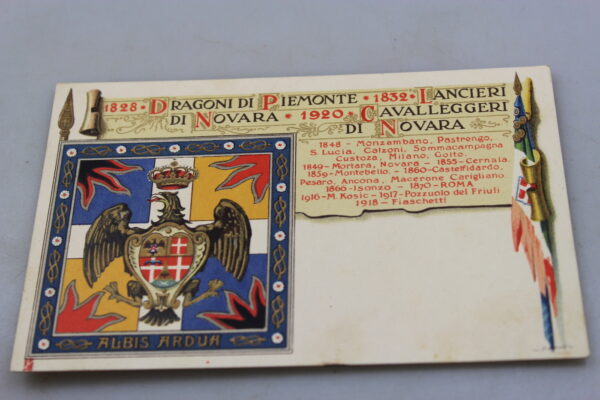 1828 • DRAGONI DI PIEMONTE • 1832 • LANCIERI
DI NOVARA • 1920 • CAVALLEGGERI
DI NOVARA
1848 - Monzambano, Pastrengo,
S. Lucia, Calzoni, Sommacampagna
Custoza, Milano, Goito.
1849 - Mortara, Novara - 1855 - Cernaia.
1859 - Montebello. - 1860 - Castelfidardo,
Pesaro, Ancona, Macerone Carigliano.
1866 - Isonzo - 1870 - ROMA
1916 - M. Kosic - 1917 - Pozzuolo del Friuli
1918 - Fiaschetti
ALBIS ARDUA